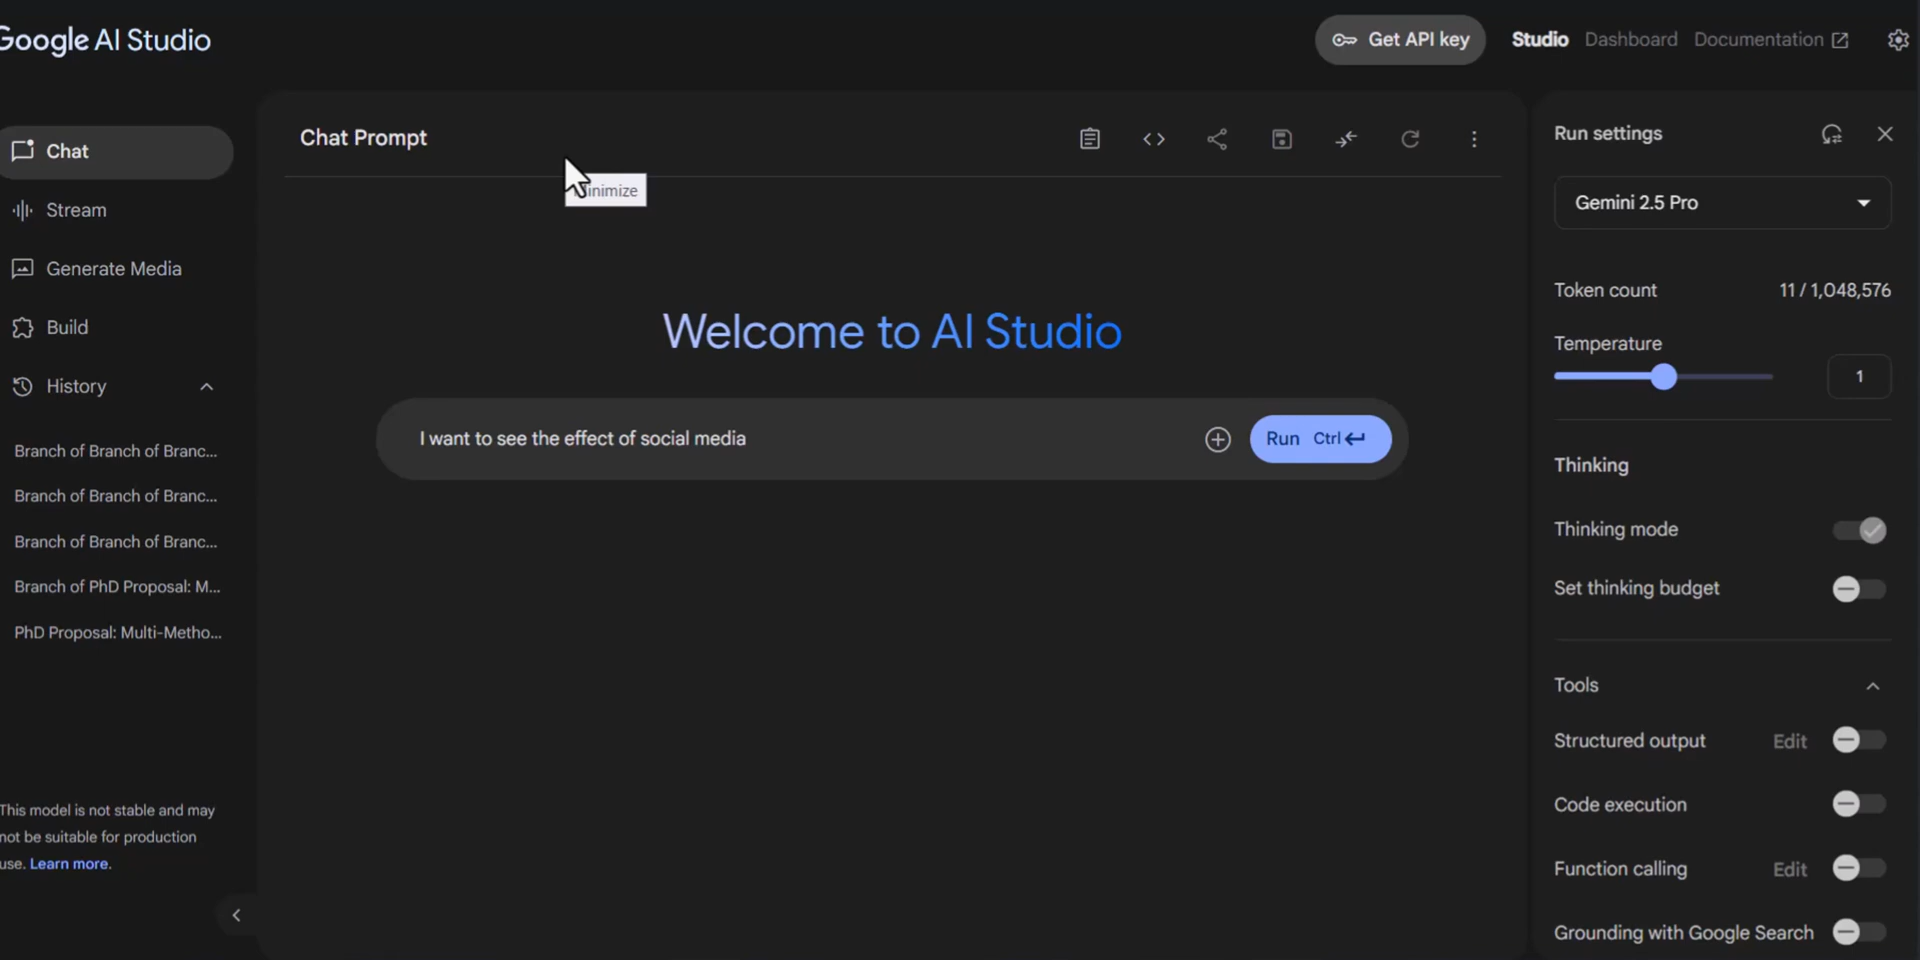 Google AI Studio
Get API key
Studio
Dashboard
Documentation
Chat
Stream
Generate Media
Build
History
Branch of Branch of Branc...
Branch of Branch of Branc...
Branch of Branch of Branc...
Branch of PhD Proposal: M...
PhD Proposal: Multi-Metho...
This model is not stable and may
not be suitable for production
use. Learn more.
Chat Prompt
inimize
Welcome to AI Studio
I want to see the effect of social media
Run Ctrl
Run settings
Gemini 2.5 Pro
Token count 11 / 1,048,576
Temperature
1
Thinking
Thinking mode
Set thinking budget
Tools
Structured output Edit
Code execution
Function calling Edit
Grounding with Google Search